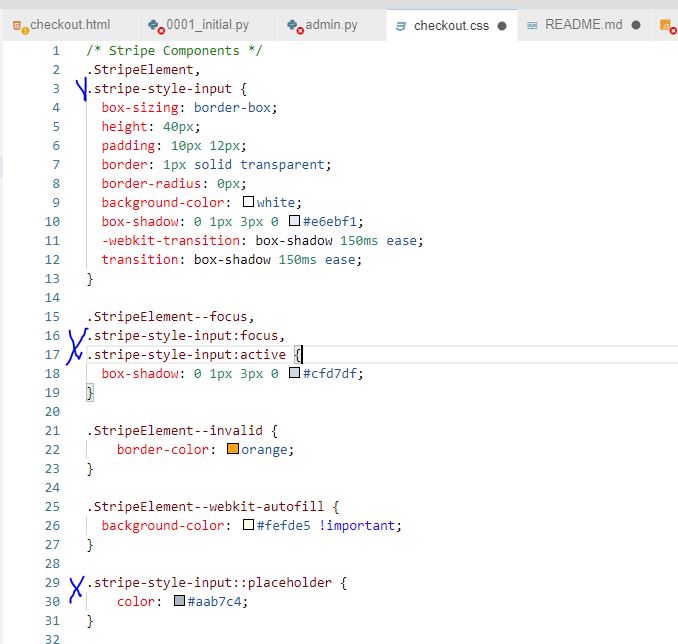 checkout.html 0001_initial.py admin.py checkout.css README.md
1 /* Stripe Components */
2 .StripeElement,
3 .stripe-style-input {
4 box-sizing: border-box;
5 height: 40px;
6 padding: 10px 12px;
7 border: 1px solid transparent;
8 border-radius: 0px;
9 background-color: white;
10 box-shadow: 0 1px 3px 0 #e6ebf1;
11 -webkit-transition: box-shadow 150ms ease;
12 transition: box-shadow 150ms ease;
13 }
14
15 .StripeElement--focus,
16 .stripe-style-input:focus,
17 .stripe-style-input:active {
18 box-shadow: 0 1px 3px 0 #cfd7df;
19 }
20
21 .StripeElement--invalid {
22 border-color: orange;
23 }
24
25 .StripeElement--webkit-autofill {
26 background-color: #fefde5 !important;
27 }
28
29 .stripe-style-input::placeholder {
30 color: #aab7c4;
31 }
32